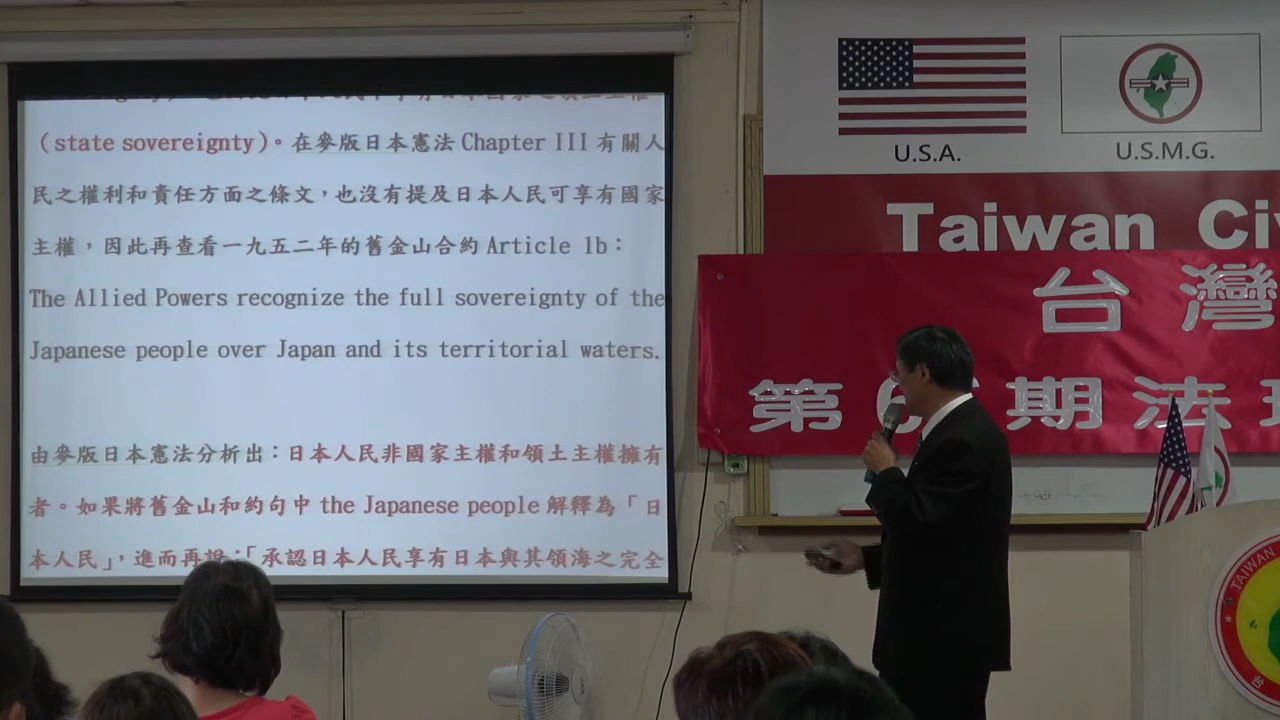 （state sovereignty）。在麥版日本憲法 Chapter III 有關人
民之權利和責任方面之條文，也沒有提及日本人民可享有國家
主權，因此再查看一九五二年的舊金山合約 Article 1b：
The Allied Powers recognize the full sovereignty of the
Japanese people over Japan and its territorial waters.
由麥版日本憲法分析出：日本人民非國家主權和領土主權擁有
者。如果將舊金山和約句中 the Japanese people 解釋為「日
本人民」，進而再說：「承認日本人民享有日本與其領海之完全
U.S.A.
U.S.M.G.
Taiwan Ci
台灣
第6 期法
TAIWAN
台